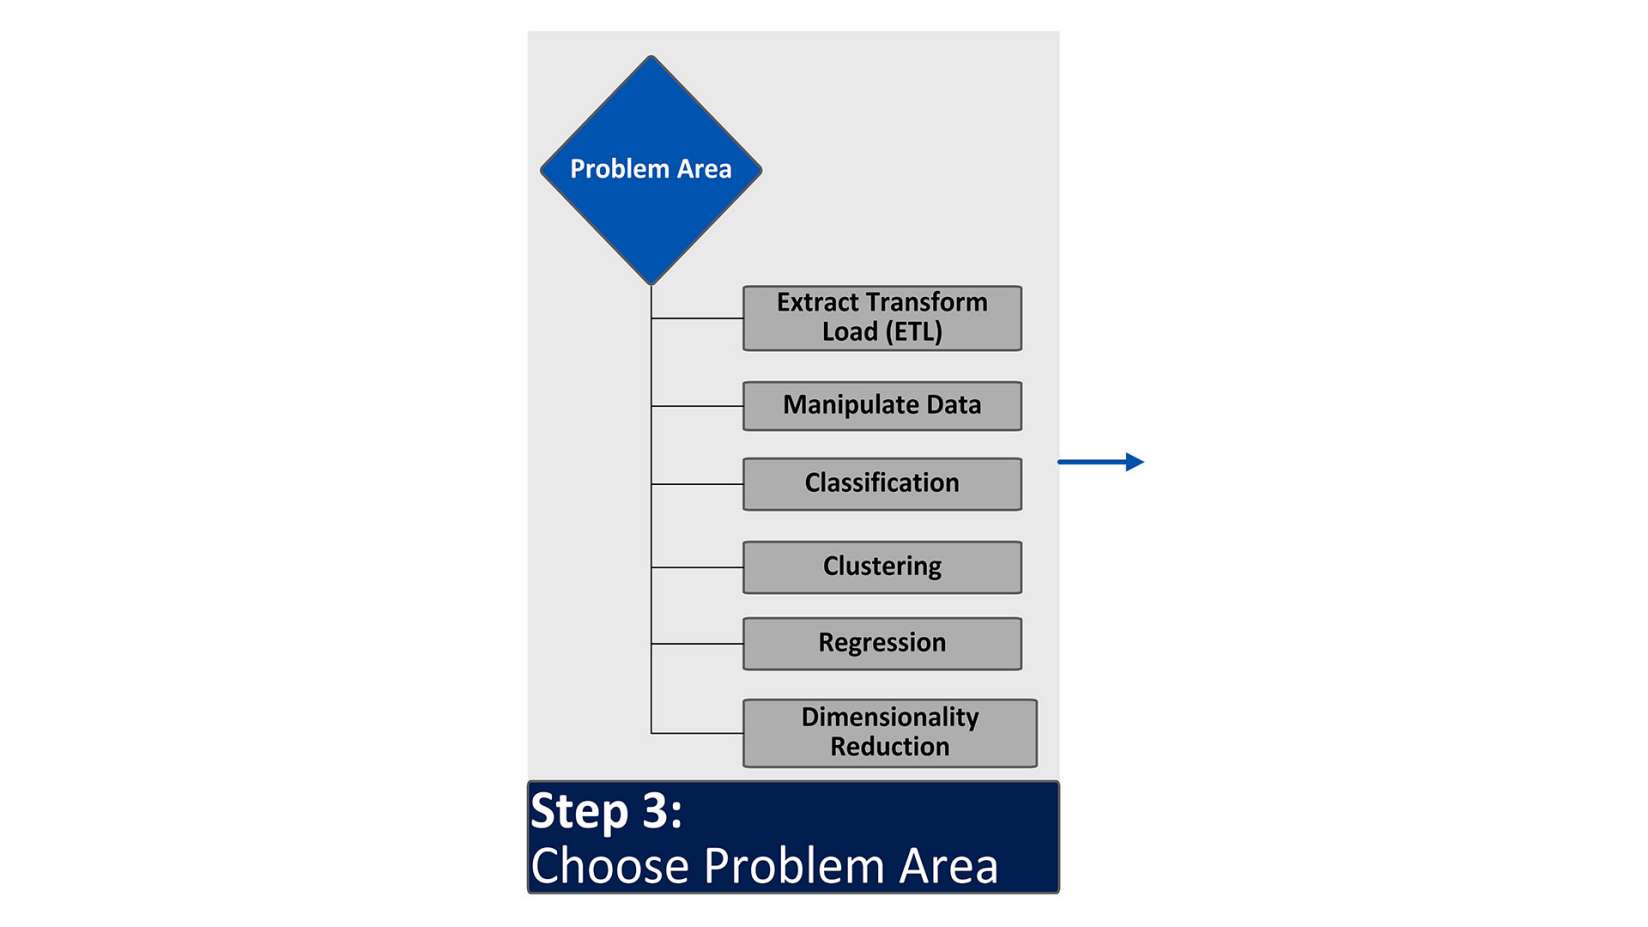 Problem Area
Extract Transform
Load (ETL)
Manipulate Data
Classification
Clustering
Regression
Dimensionality
Reduction
Step 3:
Choose Problem Area